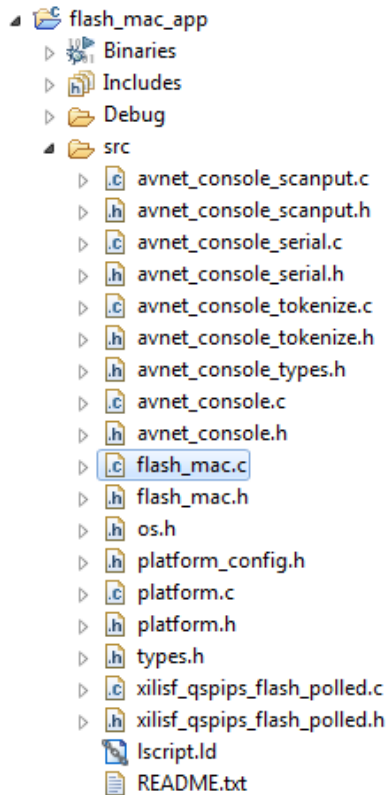 flash_mac_app
Binaries
Includes
Debug
src
avnet_console_scanput.c
avnet_console_scanput.h
avnet_console_serial.c
avnet_console_serial.h
avnet_console_tokenize.c
avnet_console_tokenize.h
avnet_console_types.h
avnet_console.c
avnet_console.h
flash_mac.c
flash_mac.h
os.h
platform_config.h
platform.c
platform.h
types.h
xilisf_qspips_flash_polled.c
xilisf_qspips_flash_polled.h
lscript.ld
README.txt